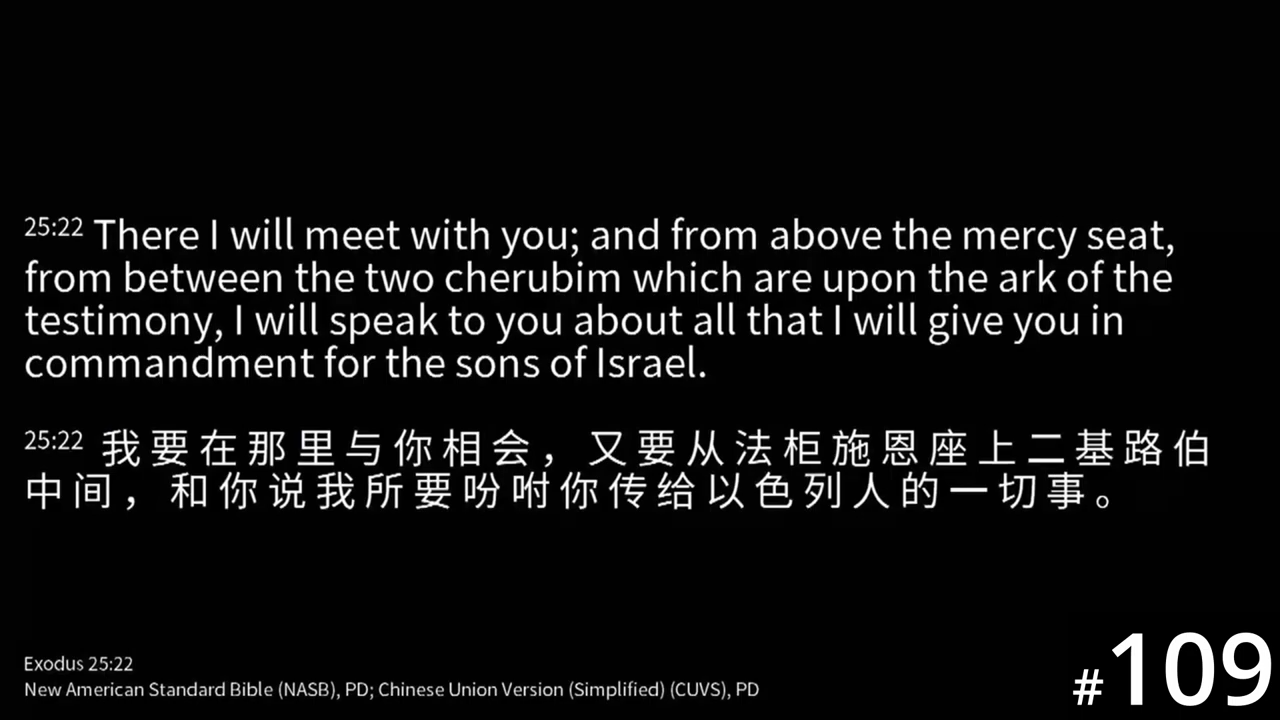 25:22 There I will meet with you; and from above the mercy seat,
from between the two cherubim which are upon the ark of the
testimony, I will speak to you about all that I will give you in
commandment for the sons of Israel.
25:22 我要在那里与你相会，又要从法柜施恩座上二基路伯
中间，和你说我所要吩咐你传给以色列人的一切事。
Exodus 25:22
New American Standard Bible (NASB), PD; Chinese Union Version (Simplified) (CUVS), PD
#109